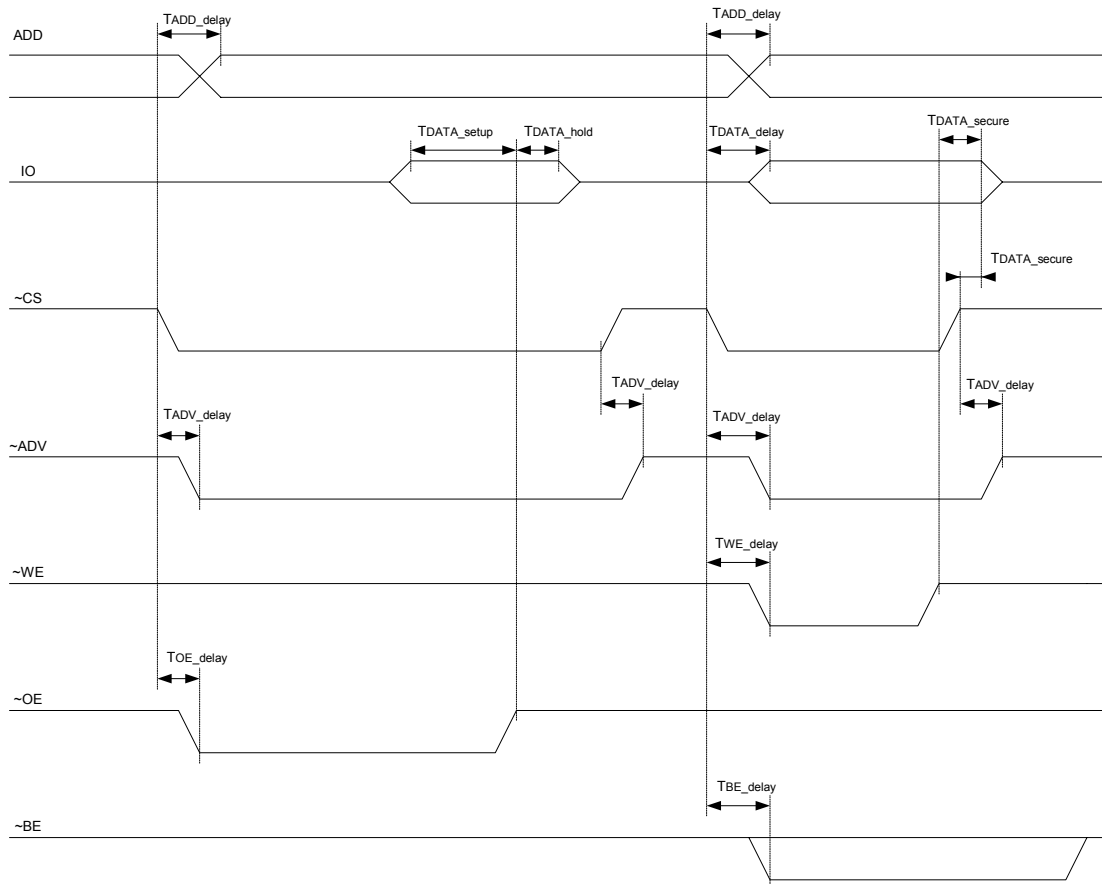 TADD_delay
TADD_delay
ADD
TDATA_setup
TDATA_hold
TDATA_delay
TDATA_secure
IO
TDATA_secure
~CS
TADV_delay
TADV_delay
TADV_delay
TADV_delay
~ADV
TWE_delay
~WE
TOE_delay
~OE
TBE_delay
~BE